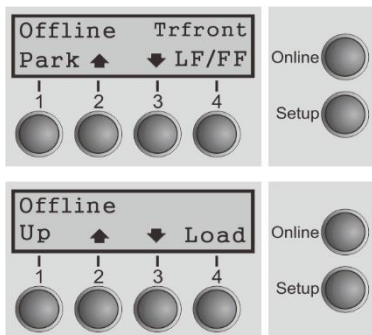 Offline Trfront
Park LF/FF
1 2 3 4
Online
Setup
Offline
Up Load
1 2 3 4
Online
Setup